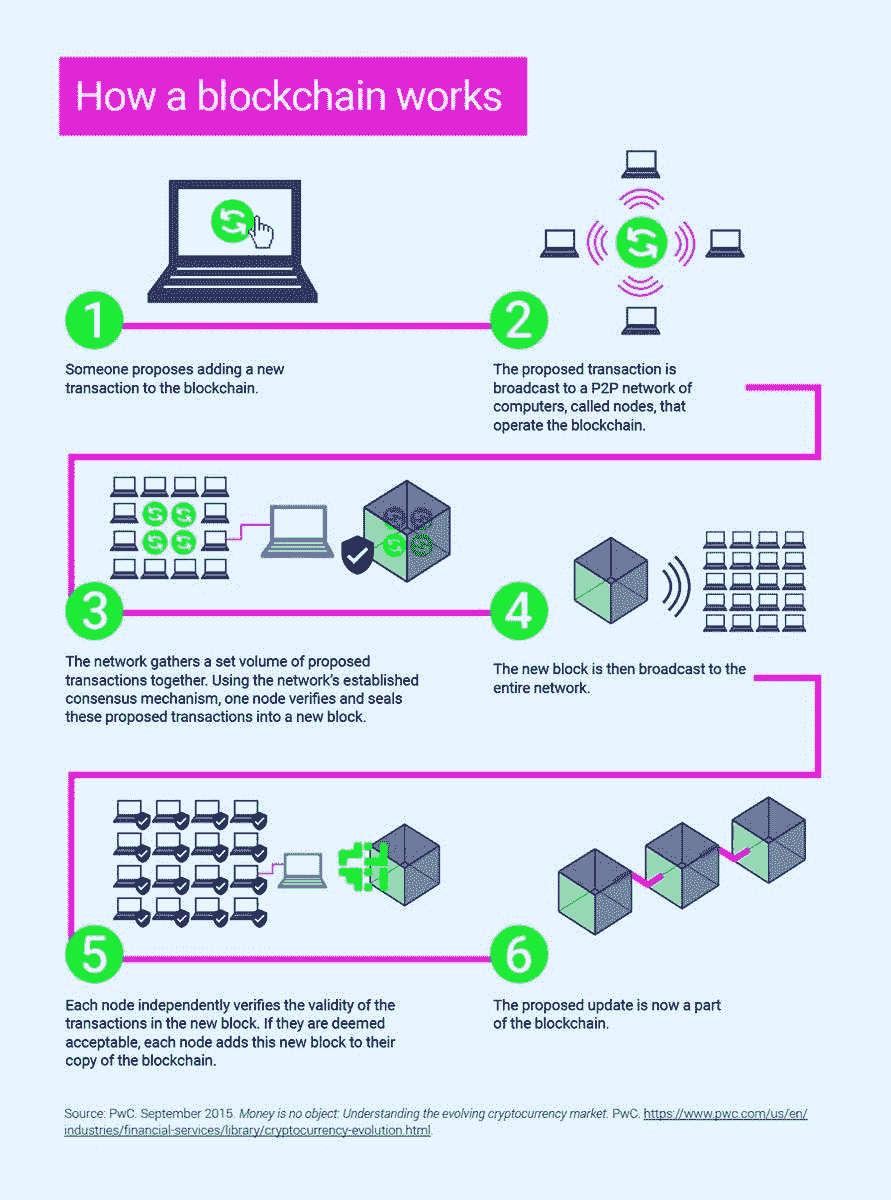 How a blockchain works
1
Someone proposes adding a new
transaction to the blockchain.
2
The proposed transaction is
broadcast to a P2P network of
computers, called nodes, that
operate the blockchain.
3
The network gathers a set volume of proposed
transactions together. Using the network's established
consensus mechanism, one node verifies and seals
these proposed transactions into a new block.
4
The new block is then broadcast to the
entire network.
5
Each node independently verifies the validity of the
transactions in the new block. If they are deemed
acceptable, each node adds this new block to their
copy of the blockchain.
6
The proposed update is now a part
of the blockchain.
Source: PwC. September 2015. Money is no object: Understanding the evolving cryptocurrency market. PwC. https://www.pwc.com/us/en/
industries/financial-services/library/cryptocurrency-evolution.html.